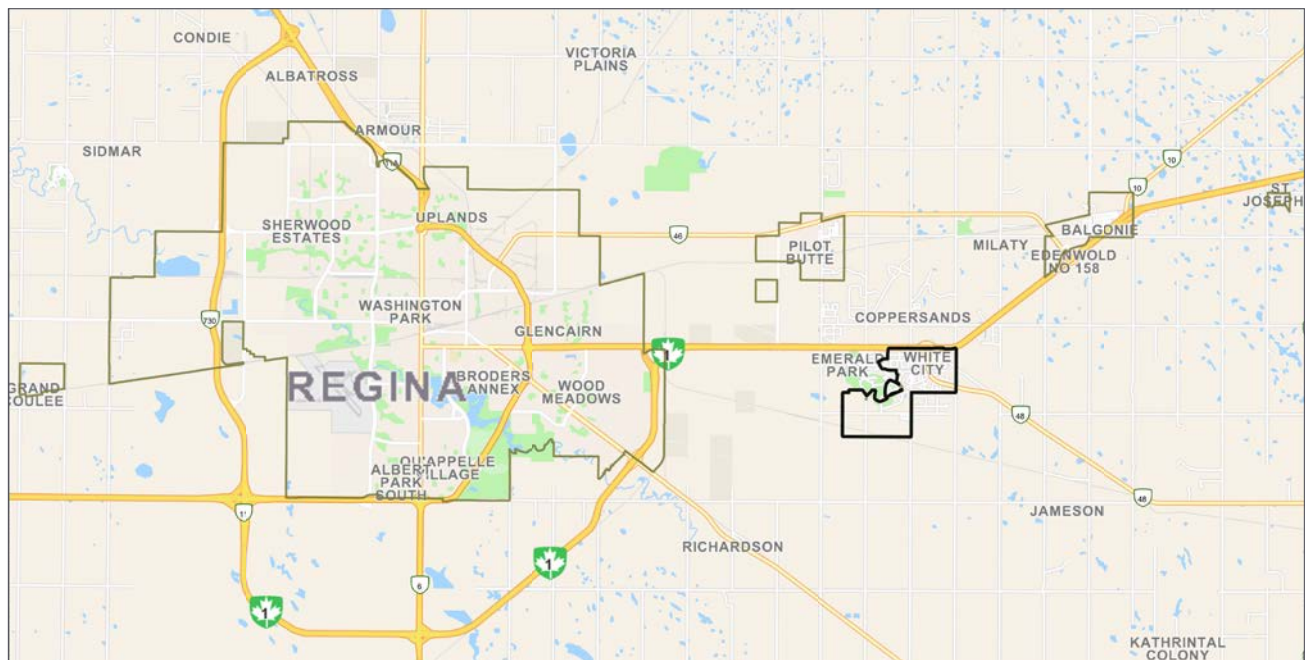 CONDIE
VICTORIA
PLAINS
ALBATROSS
ARMOUR
SIDMAR
11A
10
10
ST
JOSEPH
SHERWOOD
ESTATES
UPLANDS
46
PILOT
BUTTE
MILATY
BALGONIE
EDENWOLD
NO 158
WASHINGTON
PARK
730
GLENCAIRN
COPPERSANDS
1
EMERALD
PARK
WHITE
CITY
GRAND
COULEE
REGINA
BRODERS
ANNEX
WOOD
MEADOWS
48
QU'APPELLE
VILLAGE
ALBERT
PARK
SOUTH
11
48
JAMESON
RICHARDSON
1
6
1
KATHRINTAL
COLONY